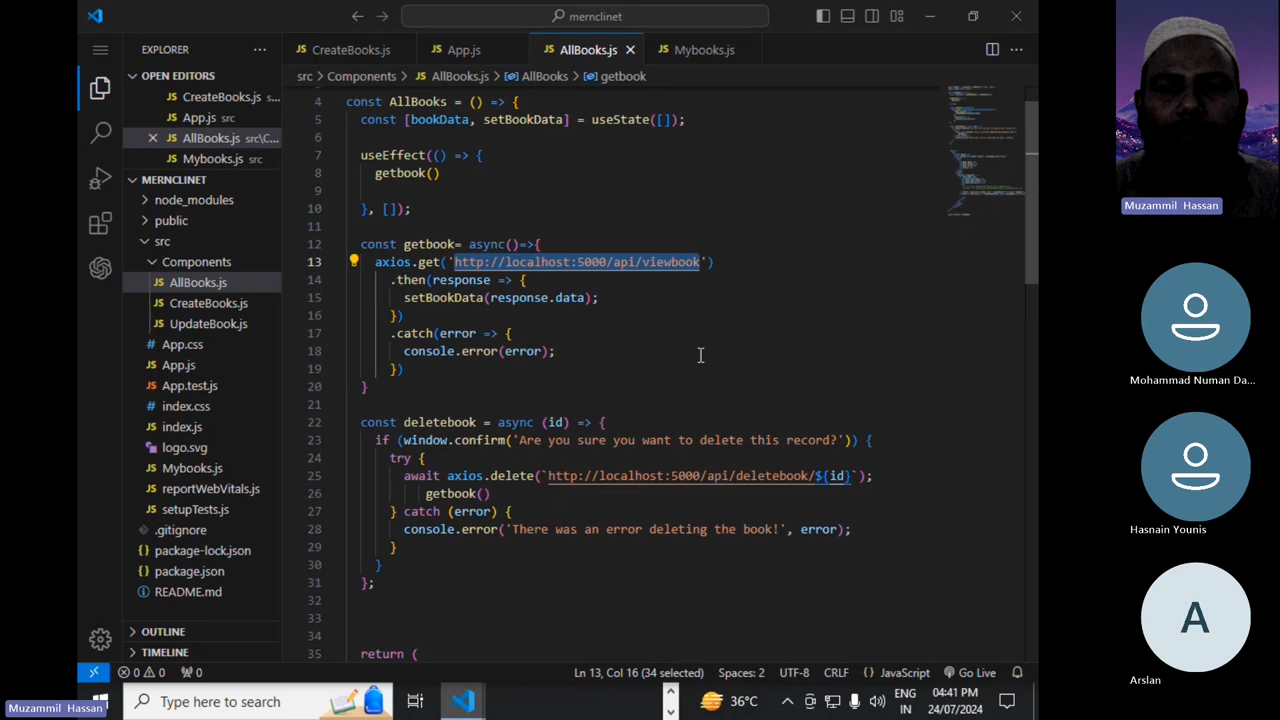 mernclinet
EXPLORER
OPEN EDITORS
CreateBooks.js s...
App.js src
AllBooks.js src\C...
Mybooks.js src
MERNCLINET
node_modules
public
src
Components
AllBooks.js
CreateBooks.js
UpdateBook.js
App.css
App.js
App.test.js
index.css
index.js
logo.svg
Mybooks.js
reportWebVitals.js
setupTests.js
.gitignore
package-lock.json
package.json
README.md
OUTLINE
TIMELINE
CreateBooks.js App.js AllBooks.js Mybooks.js
src > Components > AllBooks.js > AllBooks > getbook
4 const AllBooks = () => {
5 const [bookData, setBookData] = useState([]);
6
7 useEffect(() => {
8 getbook()
9
10 }, []);
11
12 const getbook= async()=>{
13 axios.get('http://localhost:5000/api/viewbook')
14 .then(response => {
15 setBookData(response.data);
16 })
17 .catch(error => {
18 console.error(error);
19 })
20 }
21
22 const deletebook = async (id) => {
23 if (window.confirm('Are you sure you want to delete this record?')) {
24 try {
25 await axios.delete(`http://localhost:5000/api/deletebook/${id}`);
26 getbook()
27 } catch (error) {
28 console.error('There was an error deleting the book!', error);
29 }
30 }
31 };
32
33
34
35 return (
0 0 0 Ln 13, Col 16 (34 selected) Spaces: 2 UTF-8 CRLF {} JavaScript Go Live
Type here to search
36°C
ENG
IN
04:41 PM
24/07/2024
Muzammil Hassan
Muzammil Hassan
Mohammad Numan Da...
Hasnain Younis
A
Arslan